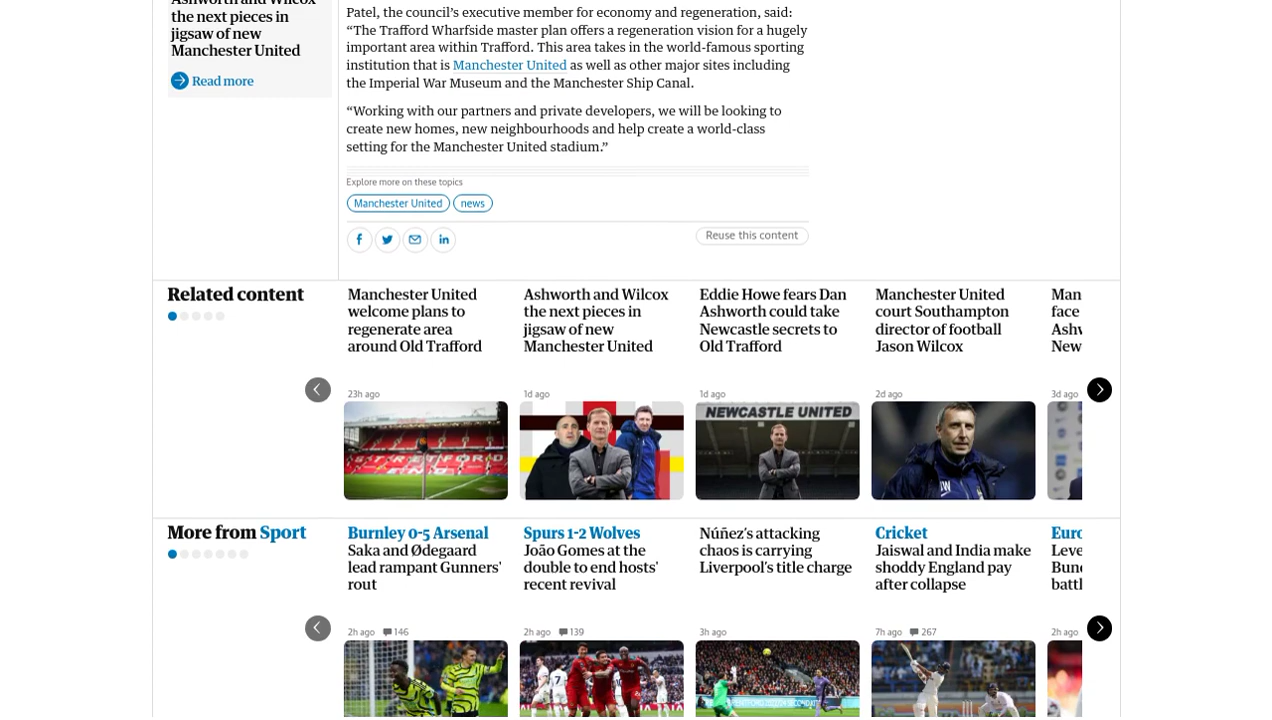 Ashworth and Wilcox
the next pieces in
jigsaw of new
Manchester United
Read more
Patel, the council’s executive member for economy and regeneration, said:
“The Trafford Wharfside master plan offers a regeneration vision for a hugely
important area within Trafford. This area takes in the world-famous sporting
institution that is Manchester United as well as other major sites including
the Imperial War Museum and the Manchester Ship Canal.
“Working with our partners and private developers, we will be looking to
create new homes, new neighbourhoods and help create a world-class
setting for the Manchester United stadium.”
Explore more on these topics
Manchester United
news
Reuse this content
Related content
Manchester United
welcome plans to
regenerate area
around Old Trafford
23h ago
STRETFORD
Ashworth and Wilcox
the next pieces in
jigsaw of new
Manchester United
1d ago
Eddie Howe fears Dan
Ashworth could take
Newcastle secrets to
Old Trafford
1d ago
NEWCASTLE UNITED
Manchester United
court Southampton
director of football
Jason Wilcox
2d ago
JW
Man
face
Ashw
New
3d ago
More from Sport
Burnley 0-5 Arsenal
Saka and Ødegaard
lead rampant Gunners'
rout
2h ago 146
Spurs 1-2 Wolves
João Gomes at the
double to end hosts'
recent revival
2h ago 139
Núñez’s attacking
chaos is carrying
Liverpool’s title charge
3h ago
Cricket
Jaiswal and India make
shoddy England pay
after collapse
7h ago 267
Euro
Leve
Bund
battl
2h ago